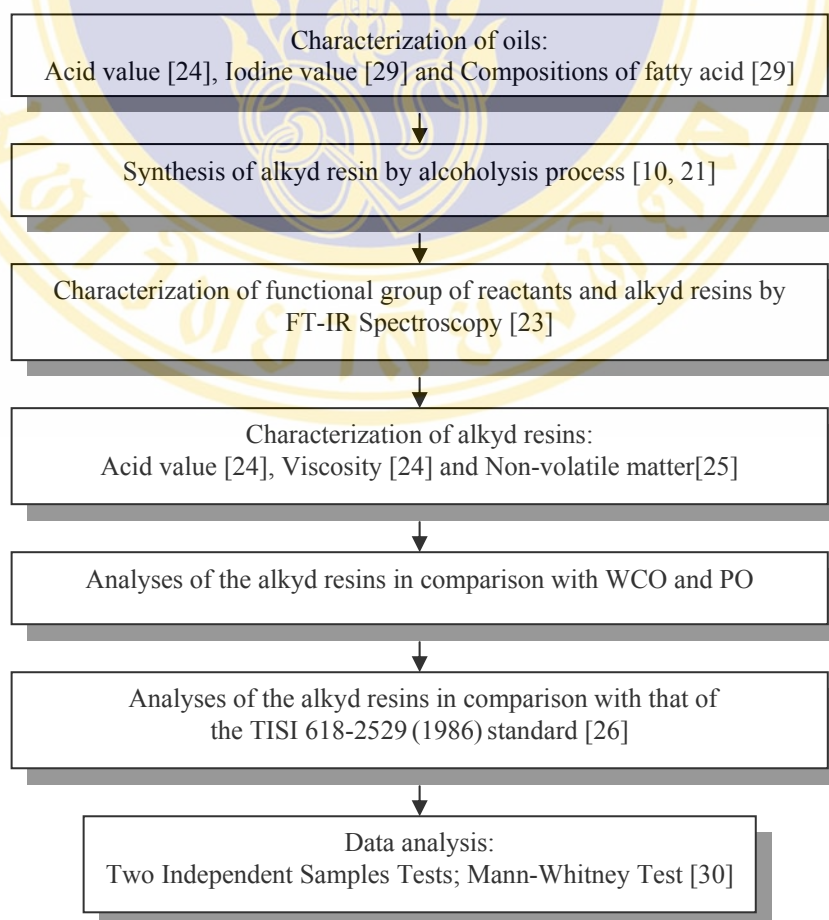 Characterization of oils:
Acid value [24], Iodine value [29] and Compositions of fatty acid [29]
Synthesis of alkyd resin by alcoholysis process [10, 21]
Characterization of functional group of reactants and alkyd resins by
FT-IR Spectroscopy [23]
Characterization of alkyd resins:
Acid value [24], Viscosity [24] and Non-volatile matter[25]
Analyses of the alkyd resins in comparison with WCO and PO
Analyses of the alkyd resins in comparison with that of
the TISI 618-2529 (1986) standard [26]
Data analysis:
Two Independent Samples Tests; Mann-Whitney Test [30]